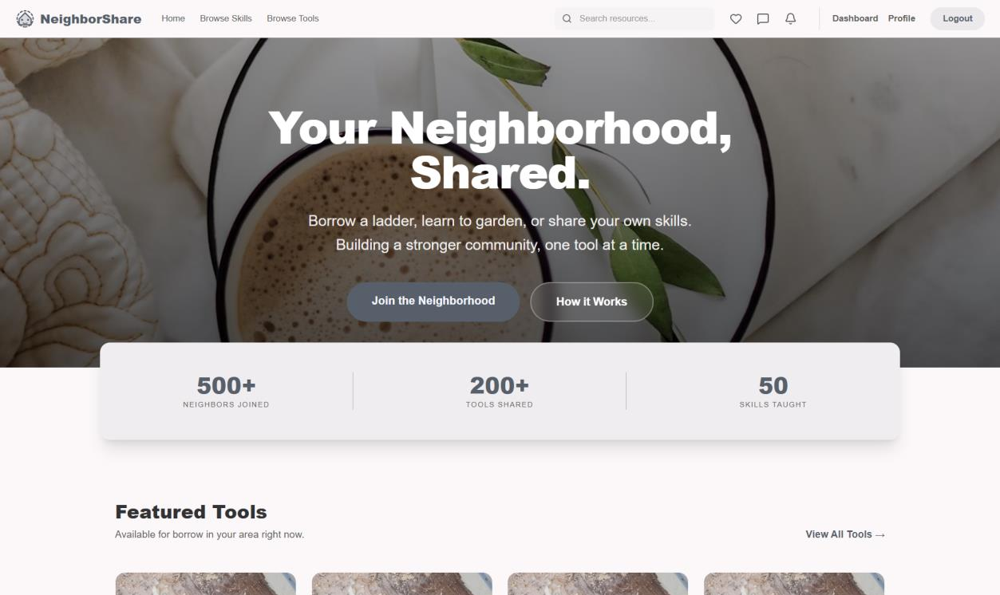 NeighborShare
Home
Browse Skills
Browse Tools
Search resources...
Dashboard
Profile
Logout
Your Neighborhood,
Shared.
Borrow a ladder, learn to garden, or share your own skills.
Building a stronger community, one tool at a time.
Join the Neighborhood
How it Works
500+
NEIGHBORS JOINED
200+
TOOLS SHARED
50
SKILLS TAUGHT
Featured Tools
Available for borrow in your area right now.
View All Tools →